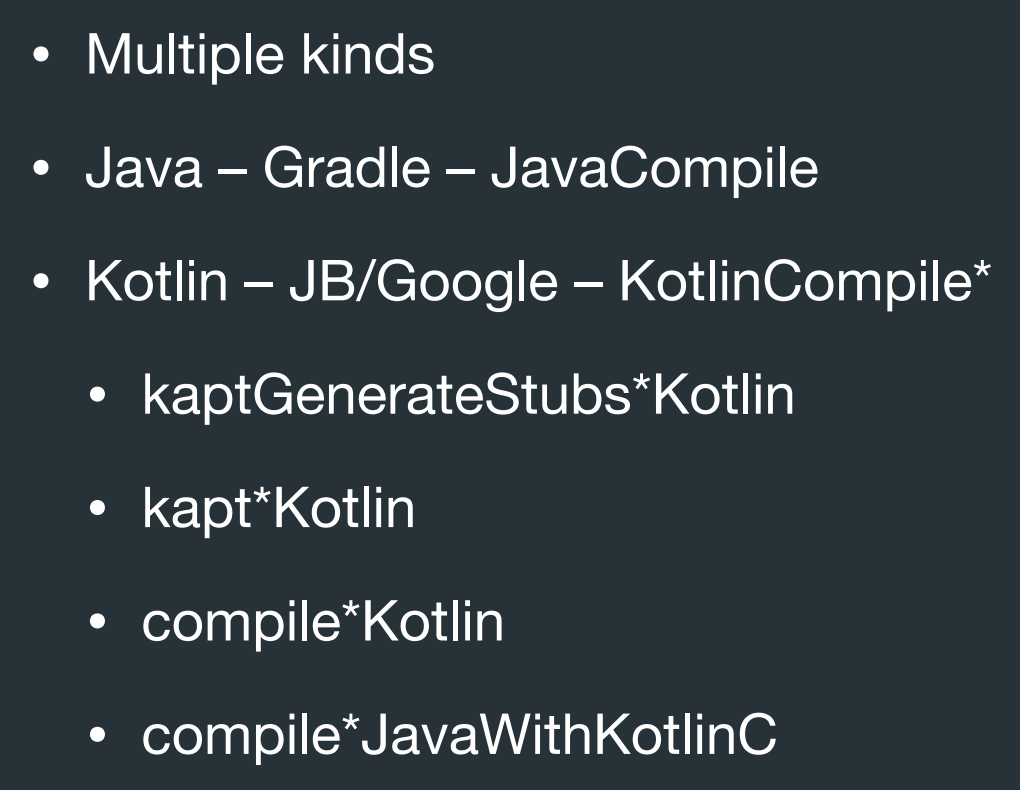 • Multiple kinds
• Java – Gradle – JavaCompile
• Kotlin – JB/Google – KotlinCompile*
• kaptGenerateStubs*Kotlin
• kapt*Kotlin
• compile*Kotlin
• compile*JavaWithKotlinC